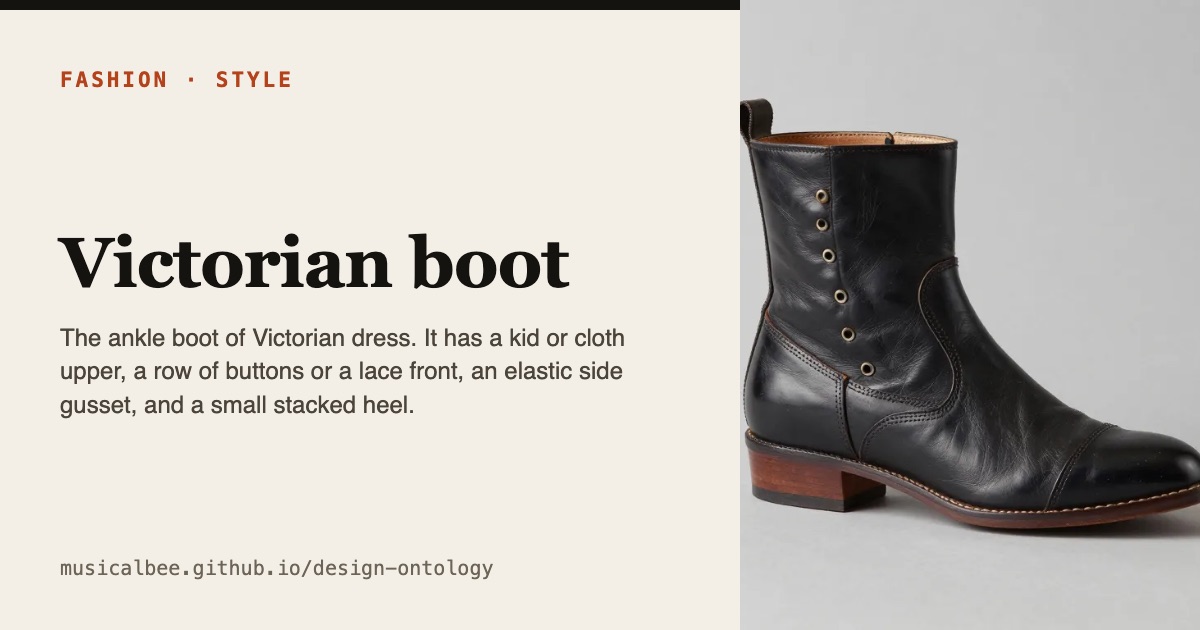 FASHION · STYLE
Victorian boot
The ankle boot of Victorian dress. It has a kid or cloth
upper, a row of buttons or a lace front, an elastic side
gusset, and a small stacked heel.
musicalbee.github.io/design-ontology